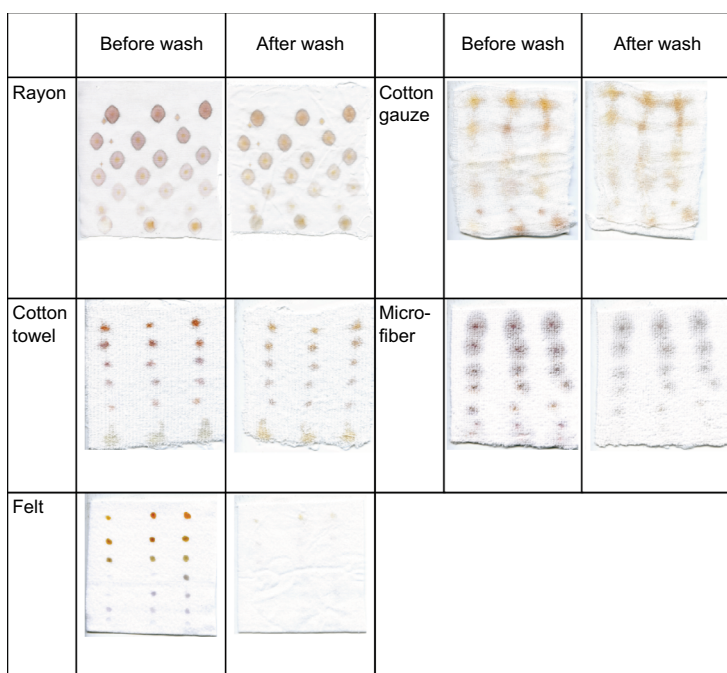 Before wash After wash Before wash After wash
Rayon
Cotton
gauze
Cotton
towel
Micro-
fiber
Felt